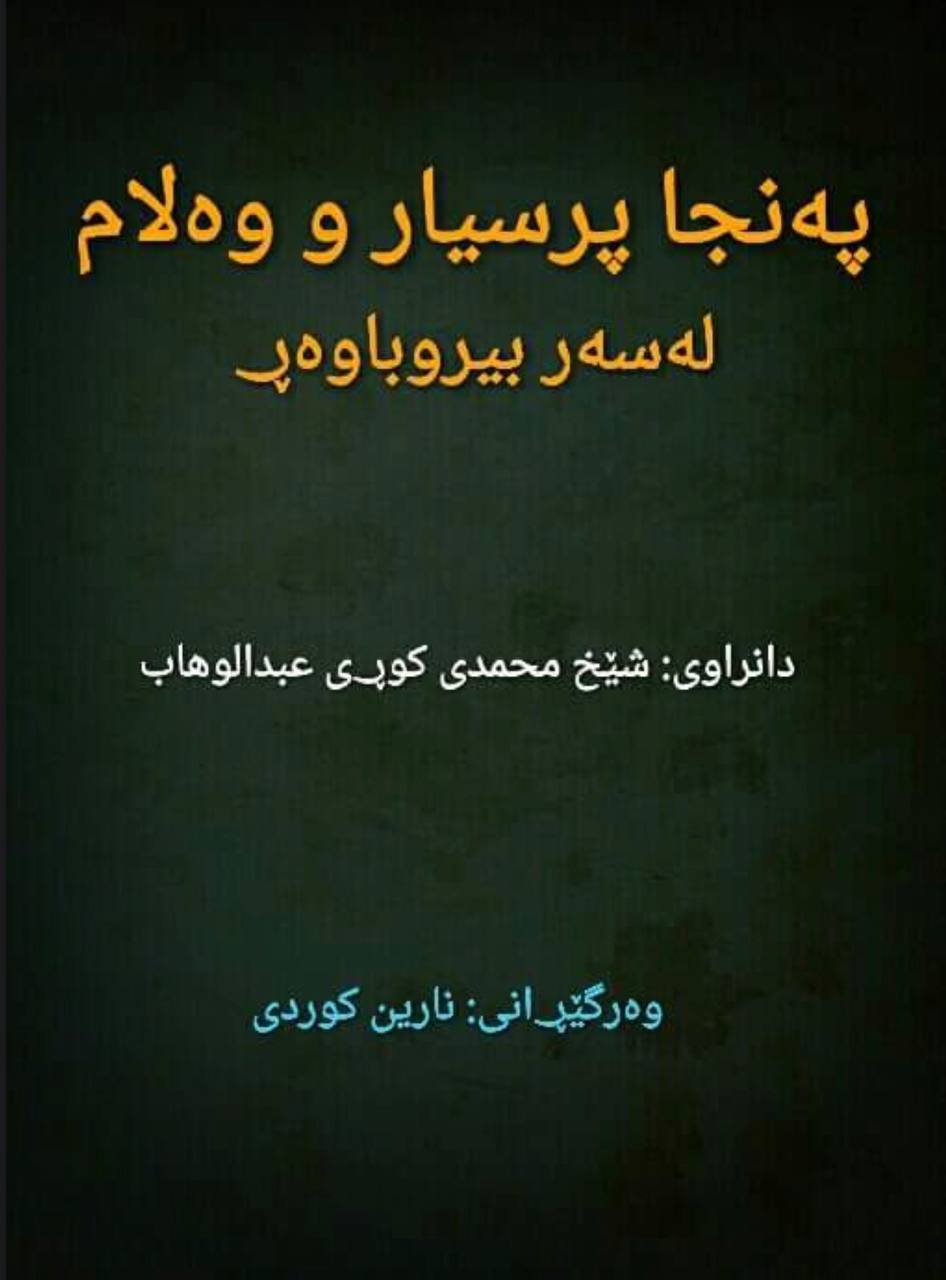 پەنجا پرسیار و وەلام
لەسەر بیروباوەڕ
دانراوی: شێخ محمدی کوڕی عبدالوهاب
وەرگێڕانی: نارین کوردی